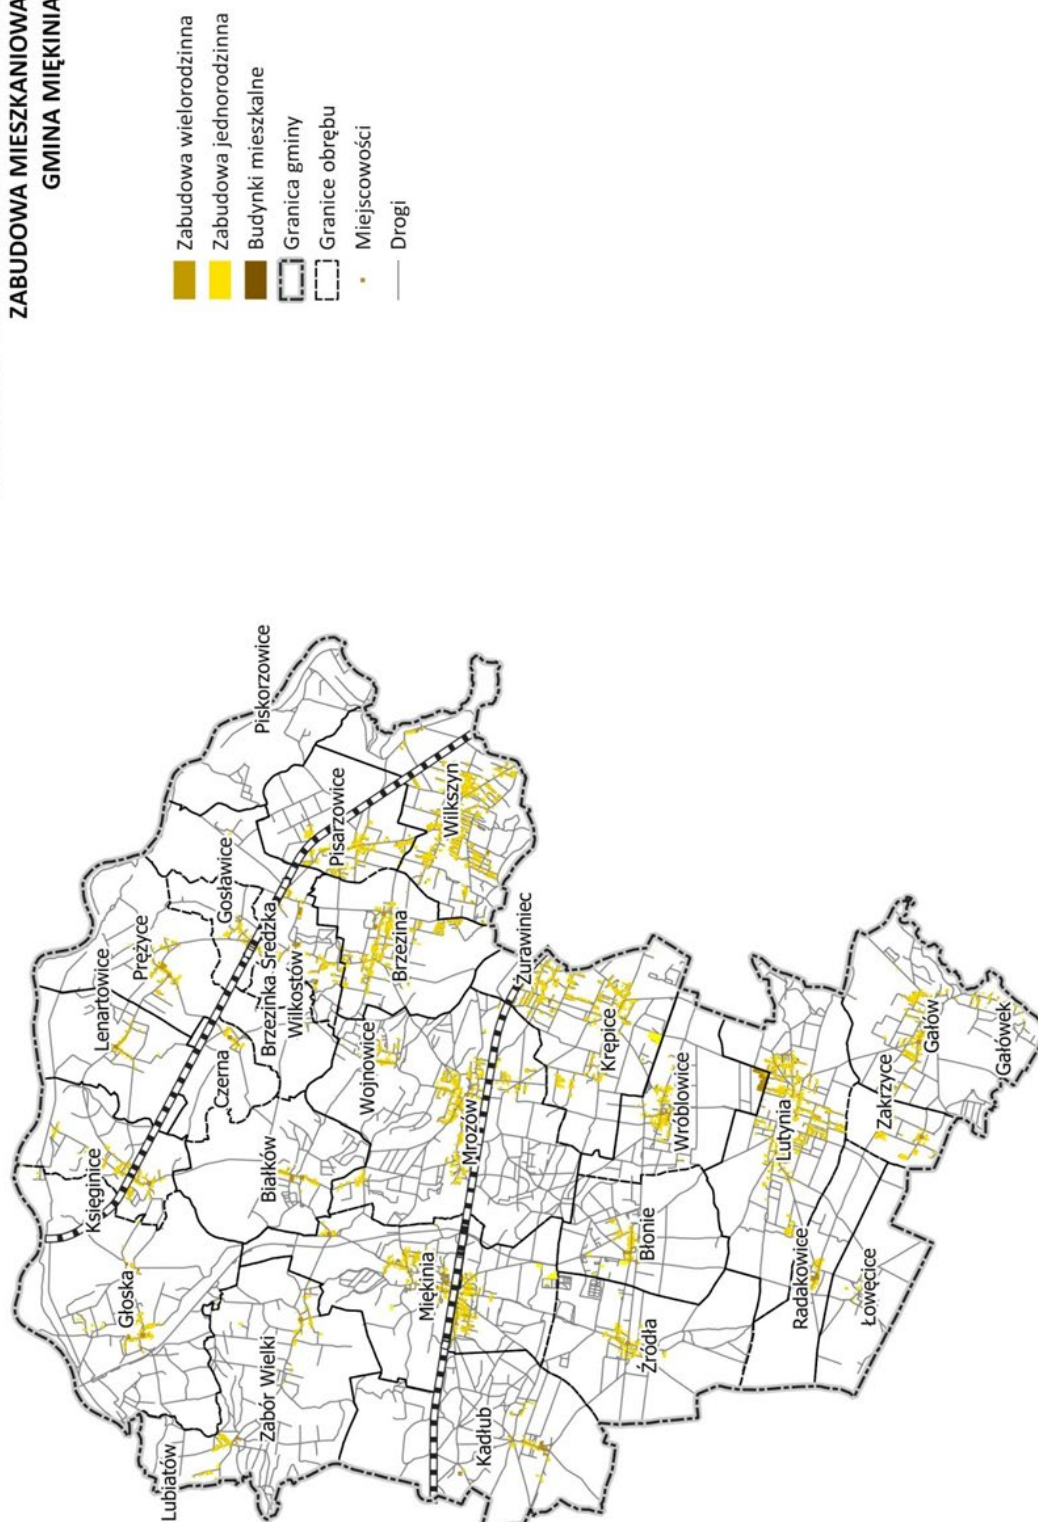 ZABUDOWA MIESZKANIOWA
GMINA MIĘKINIA
Zabudowa wielorodzinna
Zabudowa jednorodzinna
Budynki mieszkalne
Granica gminy
Granice obrębu
Miejscowości
Drogi
Lubiatów
Głoska
Księginice
Lenartowice
Prężyce
Gosławice
Piskorzowice
Zabór Wielki
Białków
Czerna
Brzezinka Średzka
Wilkostów
Pisarzowice
Wojnowice
Brzezina
Wilkszyn
Miękinia
Mrozów
Żurawiniec
Kadłub
Krępice
Źródła
Błonie
Wróblowice
Lutynia
Radakowice
Zakrzyce
Gałów
Łowęcice
Gałówek